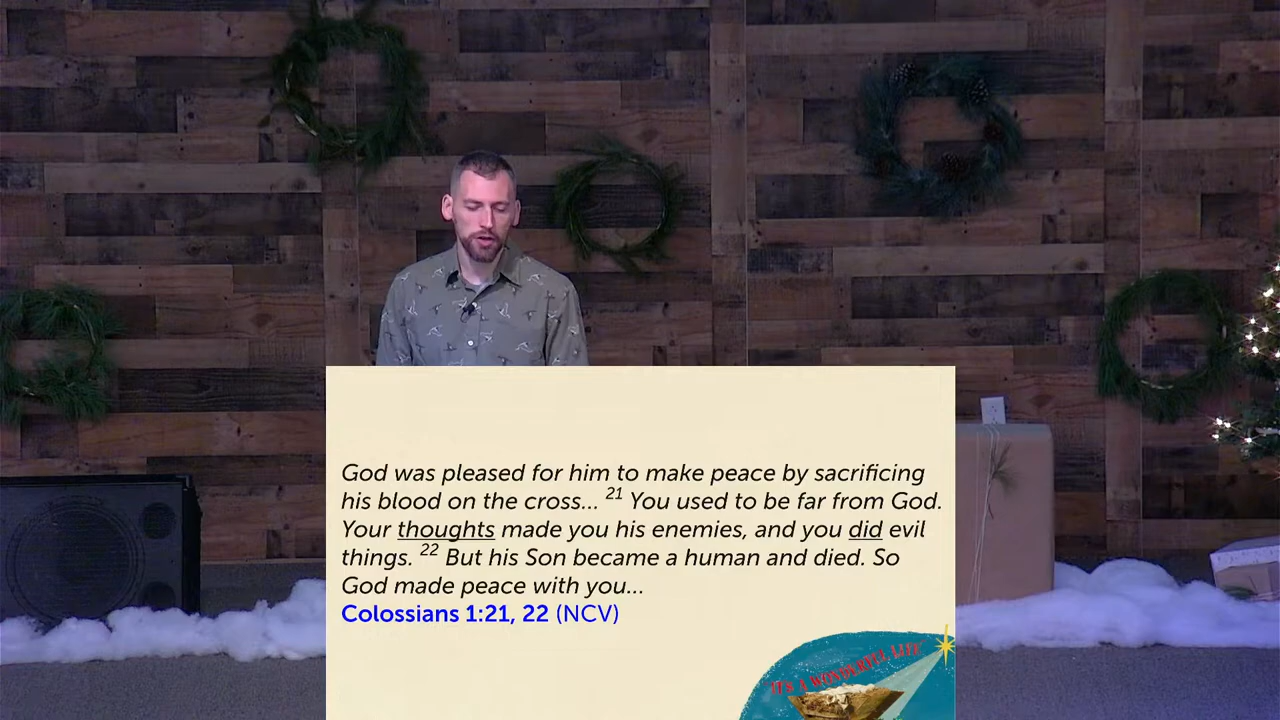 God was pleased for him to make peace by sacrificing
his blood on the cross... 21 You used to be far from God.
Your thoughts made you his enemies, and you did evil
things. 22 But his Son became a human and died. So
God made peace with you...
Colossians 1:21, 22 (NCV)
"IT'S A WONDERFUL LIFE"